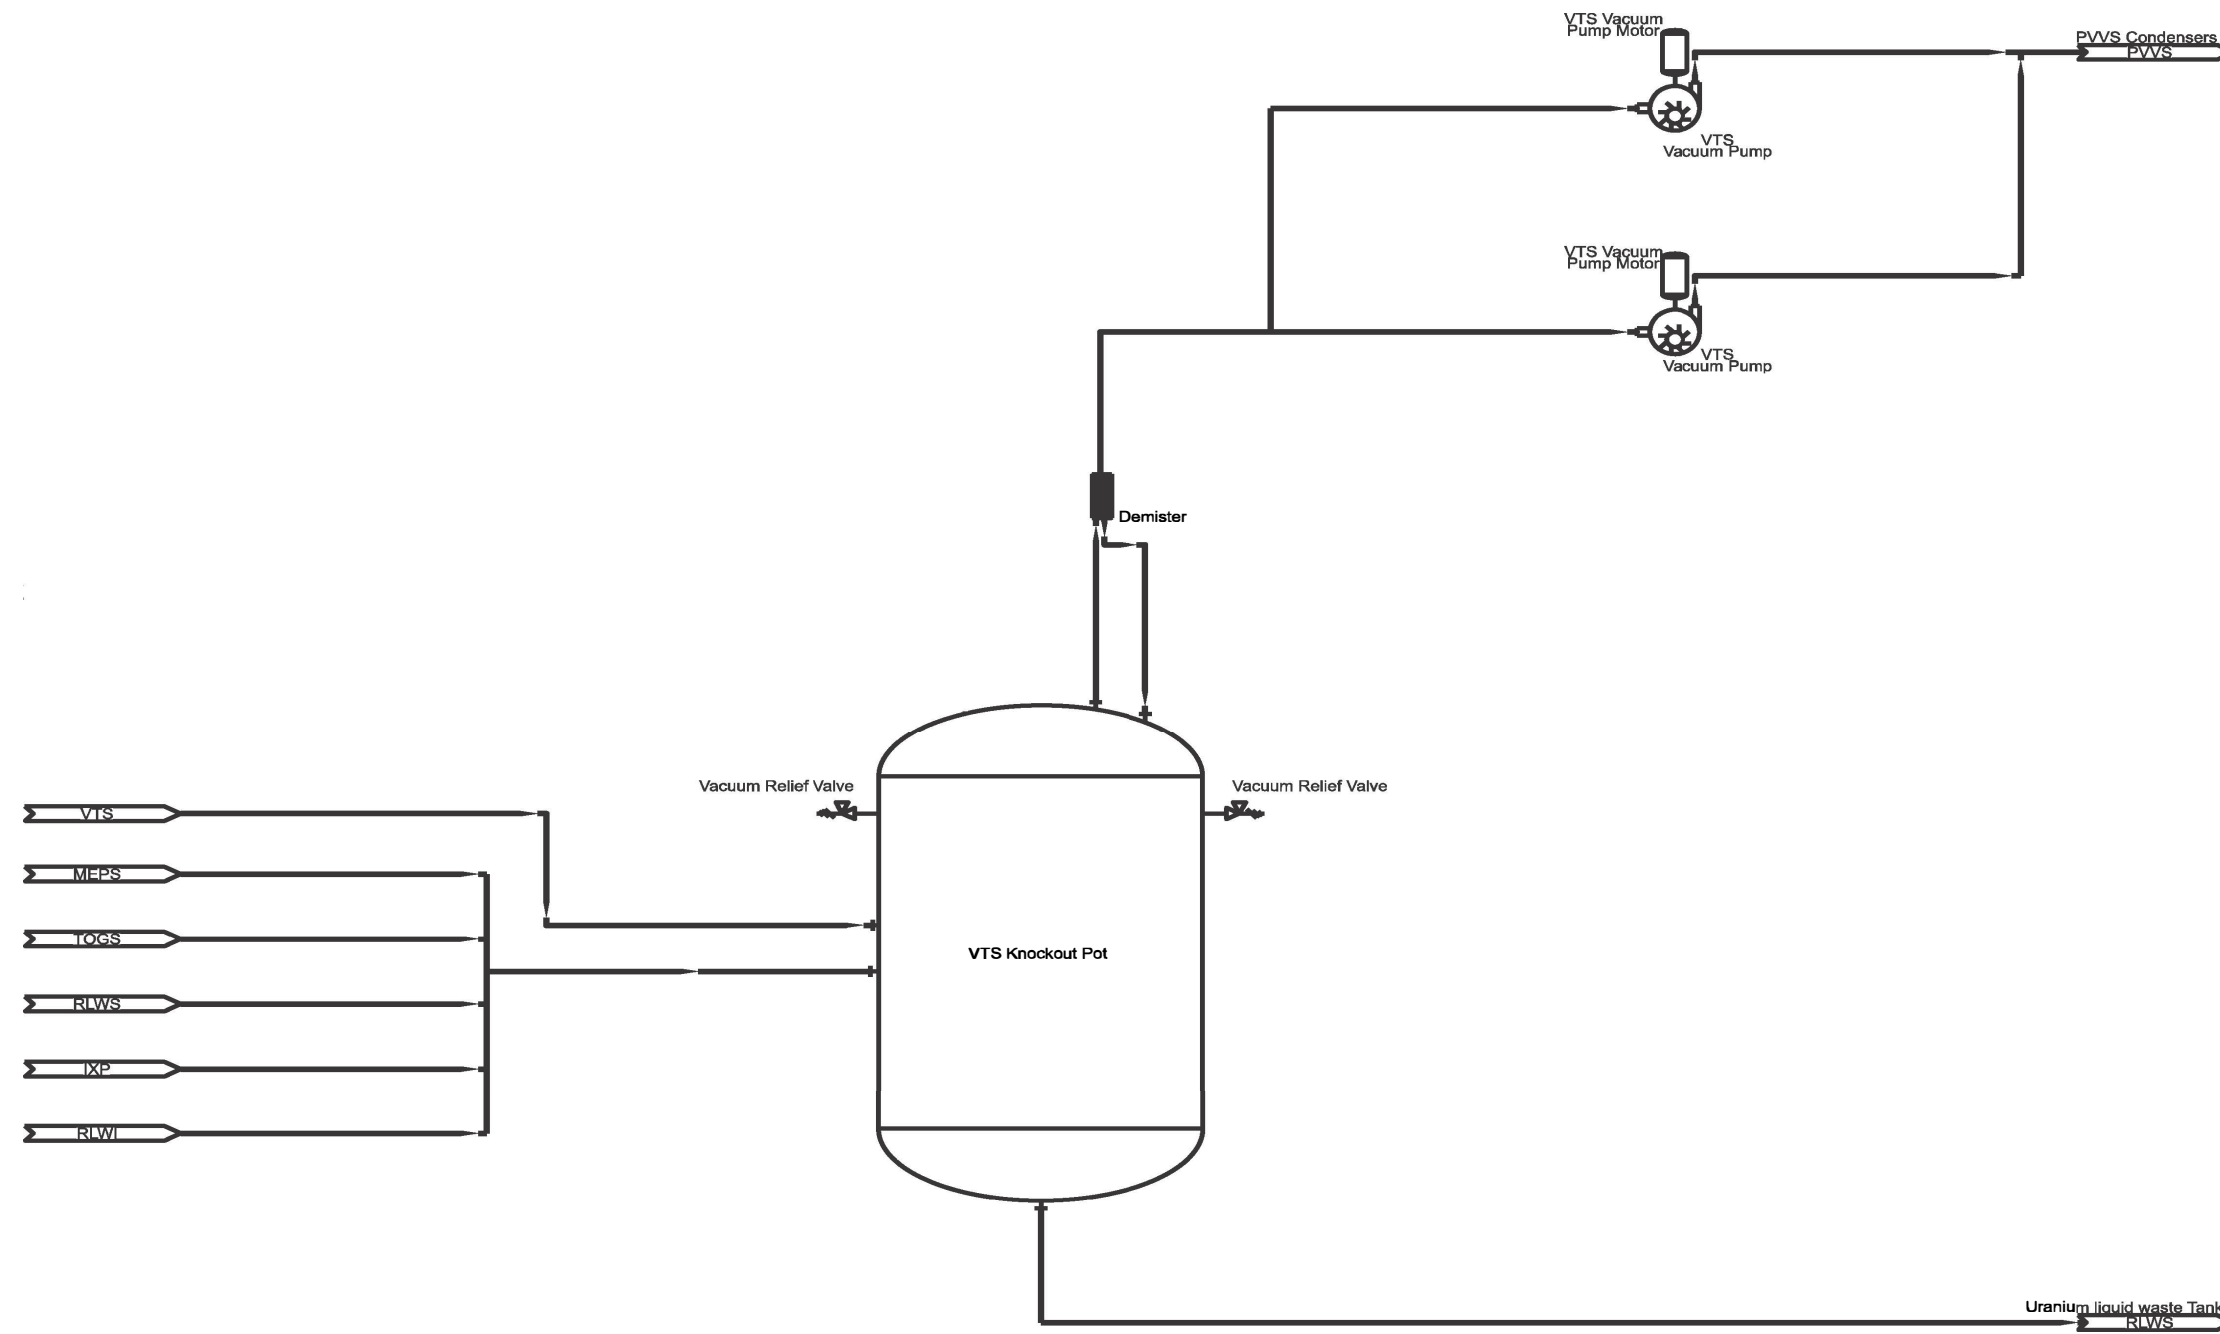 VTS Vacuum
Pump Motor
PVVS Condensers
PVVS
VTS
Vacuum Pump
VTS Vacuum
Pump Motor
VTS
Vacuum Pump
Demister
Vacuum Relief Valve
Vacuum Relief Valve
VTS
MEPS
TOGS
VTS Knockout Pot
RLWS
IXP
RLWI
Uranium liquid waste Tank
RLWS